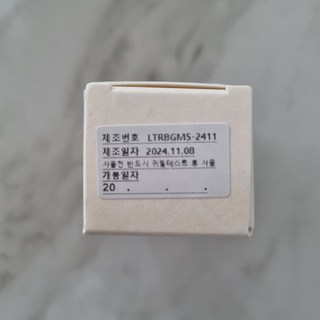 제조번호 LTRBGM5-2411
제조일자 2024.11.08
사용전 반드시 귀밑테스트 후 사용
개봉일자
20 . . .